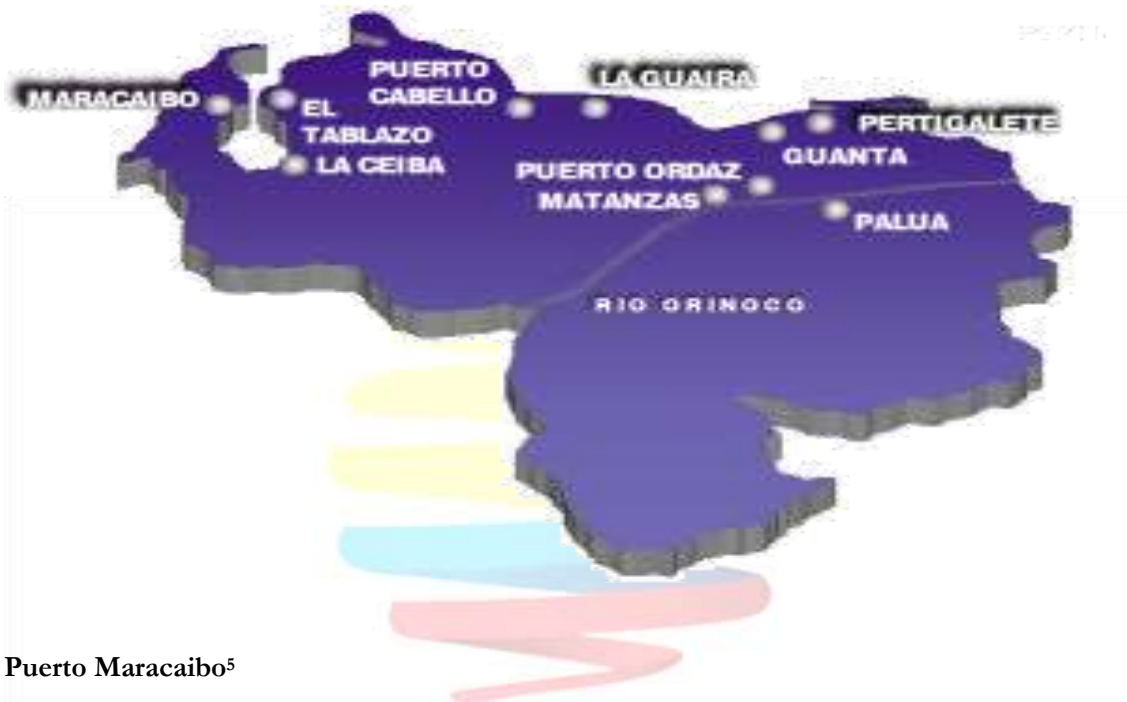 PUERTO
CABELLO
LA GUAIRA
MARACAIBO
EL
TABLAZO
PERTIGALETE
GUANTA
LA CEIBA
PUERTO ORDAZ
MATANZAS
PALUA
RIO ORINOCO
Puerto Maracaibo⁵